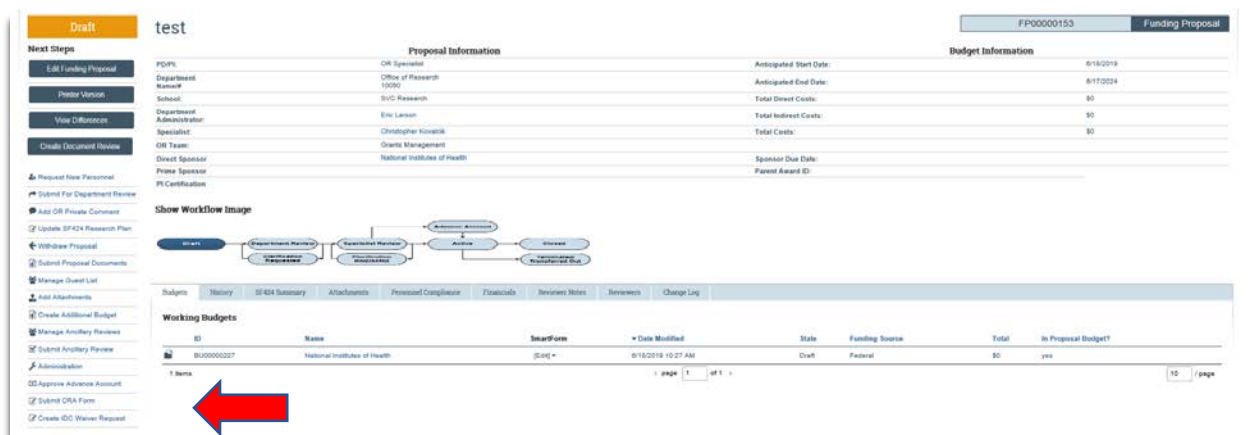 Draft
test
FP00000153
Funding Proposal
Next Steps
Edit Funding Proposal
Printer Version
View Differences
Create Document Review
Request New Personnel
Submit For Department Review
Add OR Private Comment
Update SF424 Research Plan
Withdraw Proposal
Submit Proposal Documents
Manage Guest List
Add Attachments
Create Additional Budget
Manage Ancillary Reviews
Submit Ancillary Review
Administration
Approve Advance Account
Submit CRA Form
Create IDC Waiver Request
Proposal Information
PD/PI: OR Specialist
Department Name/#: Office of Research 10080
School: SVC Research
Department Administrator: Eric Larson
Specialist: Christopher Kovalik
OR Team: Grants Management
Direct Sponsor National Institutes of Health
Prime Sponsor
PI Certification
Budget Information
Anticipated Start Date: 6/18/2019
Anticipated End Date: 6/17/2024
Total Direct Costs: $0
Total Indirect Costs: $0
Total Costs: $0
Sponsor Due Date:
Parent Award ID:
Show Workflow Image
Draft
Department Review
Clarification Requested
Specialist Review
Advance Account
Active
Closed
Transferred Out
Budgets History SF424 Summary Attachments Personnel Compliance Financials Reviewer Notes Reviewers Change Log
Working Budgets
ID Name SmartForm Date Modified State Funding Source Total In Proposal Budget?
BU00000227 National Institutes of Health [Edit] 6/18/2019 10:27 AM Draft Federal $0 yes
1 items page 1 of 1 10 / page